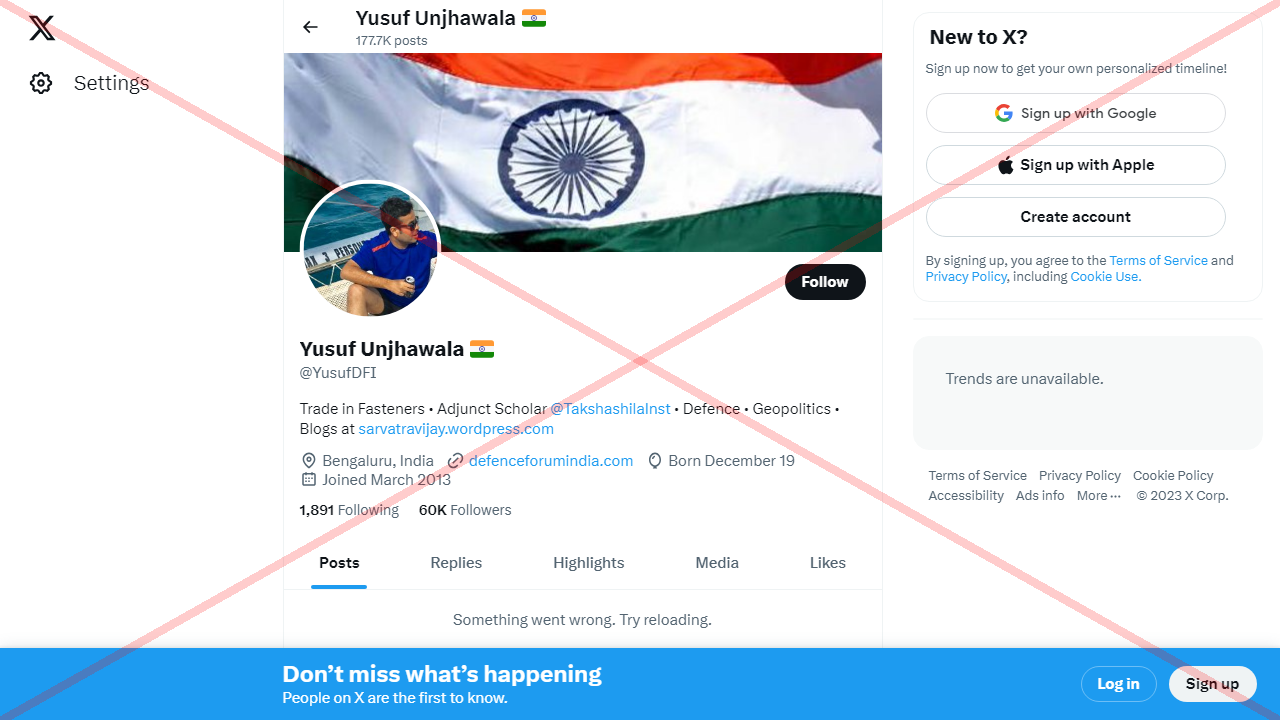 Settings
Yusuf Unjhawala 🇮🇳
177.7K posts
Follow
Yusuf Unjhawala 🇮🇳
@YusufDFI
Trade in Fasteners • Adjunct Scholar @TakshashilaInst • Defence • Geopolitics •
Blogs at sarvatravijay.wordpress.com
Bengaluru, India defenceforumindia.com Born December 19
Joined March 2013
1,891 Following 60K Followers
Posts Replies Highlights Media Likes
Something went wrong. Try reloading.
New to X?
Sign up now to get your own personalized timeline!
Sign up with Google
Sign up with Apple
Create account
By signing up, you agree to the Terms of Service and
Privacy Policy, including Cookie Use.
Trends are unavailable.
Terms of Service Privacy Policy Cookie Policy
Accessibility Ads info More ··· © 2023 X Corp.
Don’t miss what’s happening
People on X are the first to know.
Log in Sign up